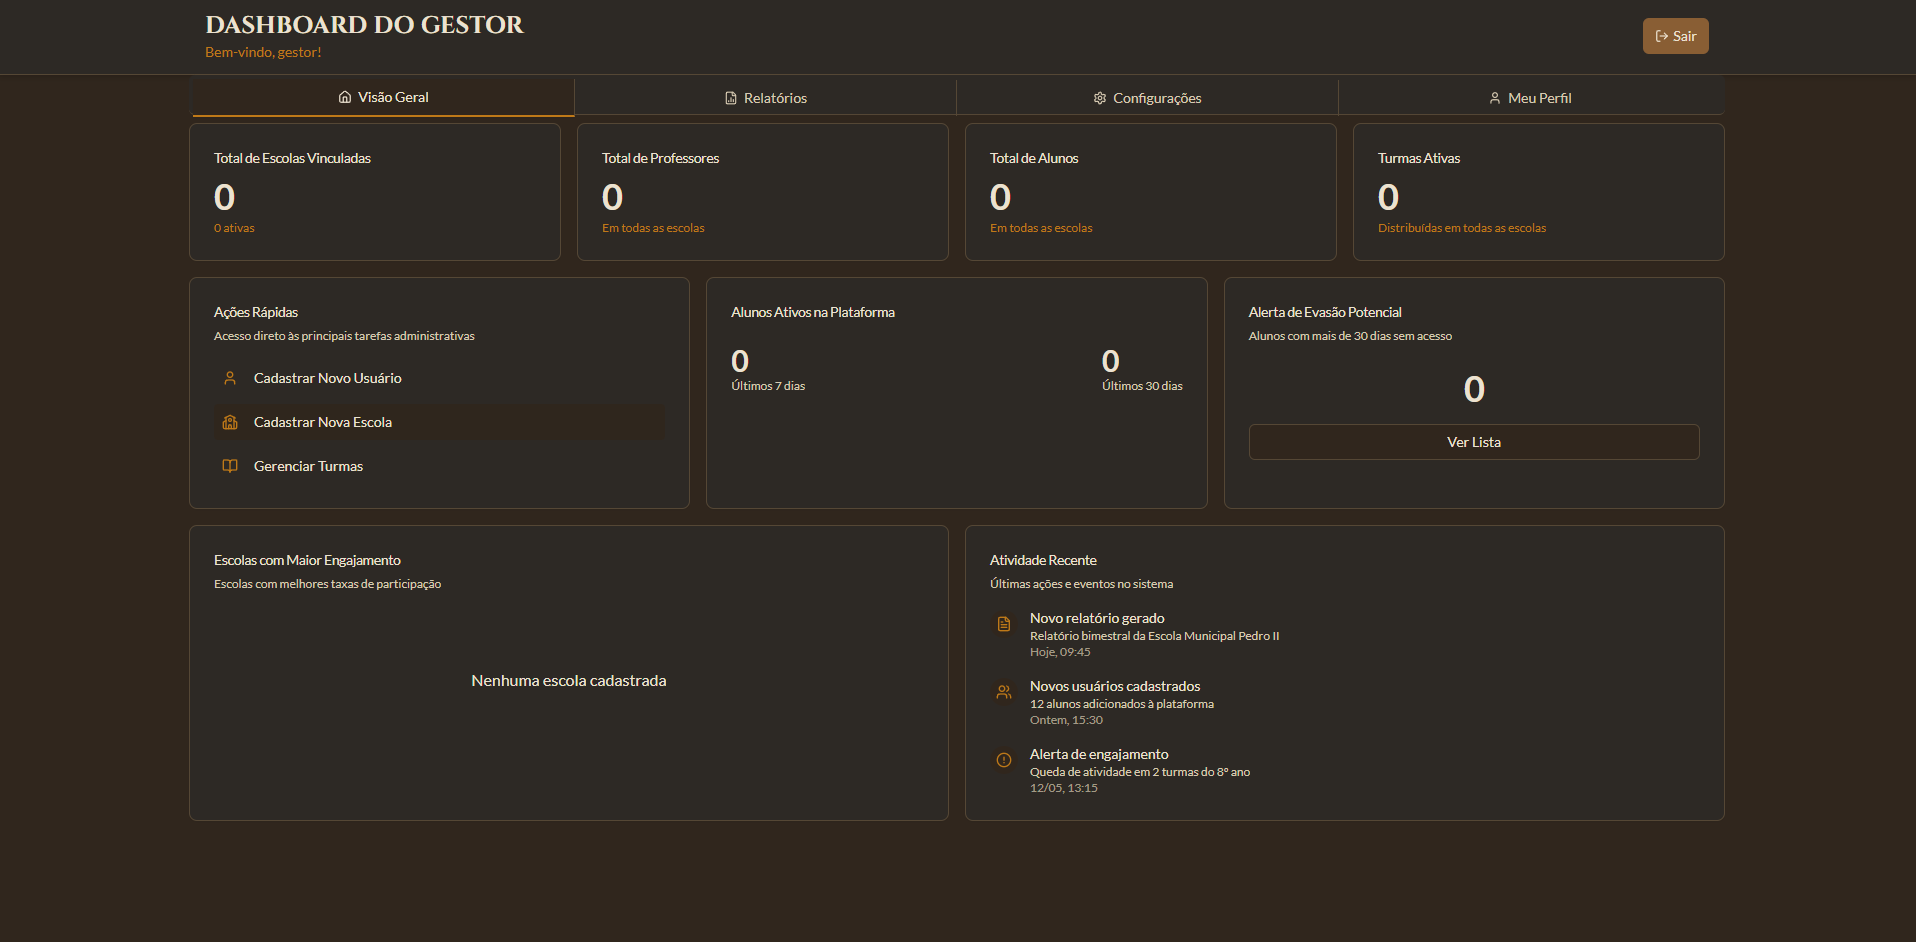 DASHBOARD DO GESTOR
Bem-vindo, gestor!
Sair
Visão Geral
Relatórios
Configurações
Meu Perfil
Total de Escolas Vinculadas
0
0 ativas
Total de Professores
0
Em todas as escolas
Total de Alunos
0
Em todas as escolas
Turmas Ativas
0
Distribuídas em todas as escolas
Ações Rápidas
Acesso direto às principais tarefas administrativas
Cadastrar Novo Usuário
Cadastrar Nova Escola
Gerenciar Turmas
Alunos Ativos na Plataforma
0
Últimos 7 dias
0
Últimos 30 dias
Alerta de Evasão Potencial
Alunos com mais de 30 dias sem acesso
0
Ver Lista
Escolas com Maior Engajamento
Escolas com melhores taxas de participação
Nenhuma escola cadastrada
Atividade Recente
Últimas ações e eventos no sistema
Novo relatório gerado
Relatório bimestral da Escola Municipal Pedro II
Hoje, 09:45
Novos usuários cadastrados
12 alunos adicionados à plataforma
Ontem, 15:30
Alerta de engajamento
Queda de atividade em 2 turmas do 8º ano
12/05, 13:15